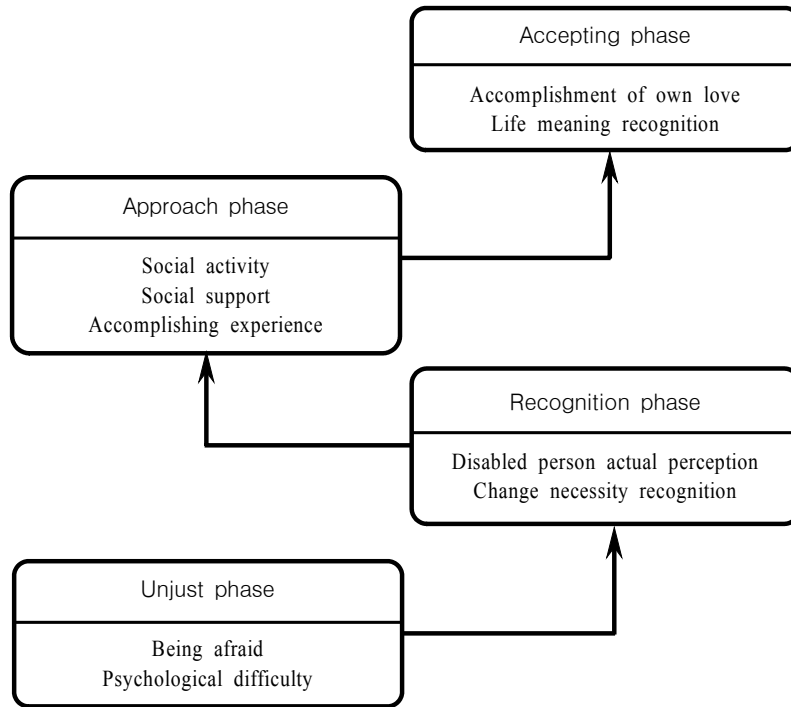 Accepting phase
Accomplishment of own love
Life meaning recognition
Approach phase
Social activity
Social support
Accomplishing experience
Recognition phase
Disabled person actual perception
Change necessity recognition
Unjust phase
Being afraid
Psychological difficulty